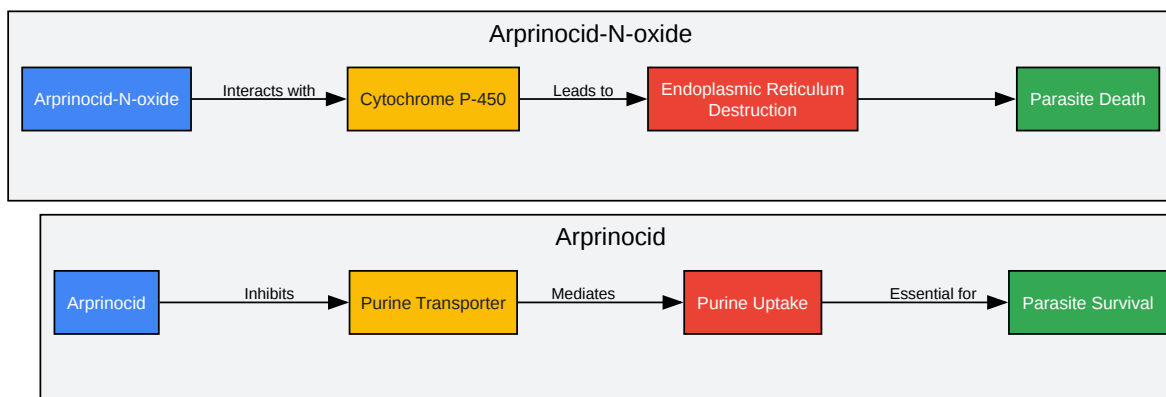 Arprinocid-N-oxide
Arprinocid-N-oxide
Interacts with
Cytochrome P-450
Leads to
Endoplasmic Reticulum
Destruction
Parasite Death
Arprinocid
Arprinocid
Inhibits
Purine Transporter
Mediates
Purine Uptake
Essential for
Parasite Survival